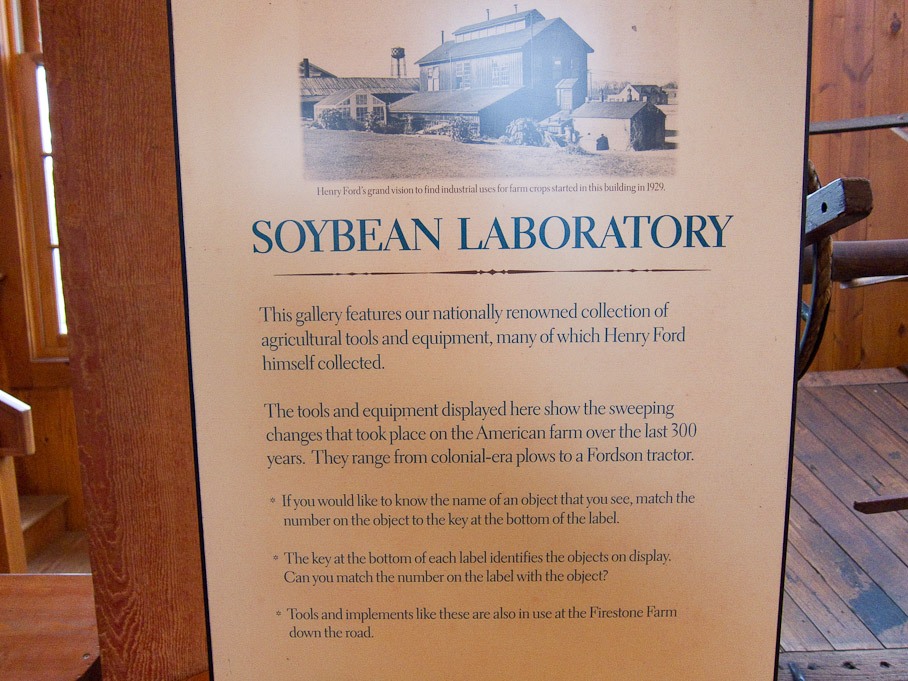 Henry Ford's grand vision to find industrial uses for farm crops started in this building in 1929.
SOYBEAN LABORATORY
This gallery features our nationally renowned collection of
agricultural tools and equipment, many of which Henry Ford
himself collected.
The tools and equipment displayed here show the sweeping
changes that took place on the American farm over the last 300
years. They range from colonial-era plows to a Fordson tractor.
* If you would like to know the name of an object that you see, match the
number on the object to the key at the bottom of the label.
* The key at the bottom of each label identifies the objects on display.
Can you match the number on the label with the object?
* Tools and implements like these are also in use at the Firestone Farm
down the road.